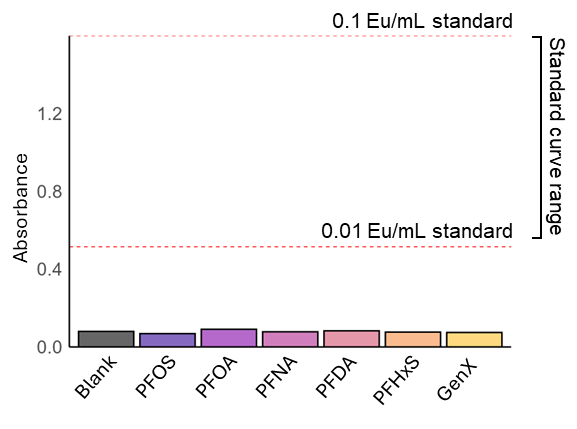 0.1 Eu/mL standard
Standard curve range
1.2
0.8
0.01 Eu/mL standard
0.4
0.0
Absorbance
Blank
PFOS
PFOA
PFNA
PFDA
PFHxS
GenX